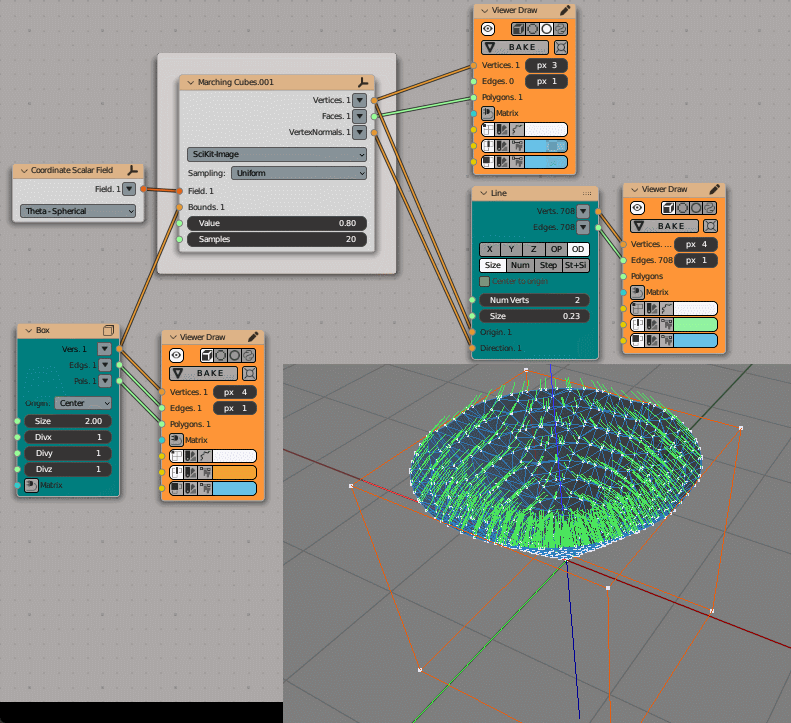 Viewer Draw
BAKE
Vertices. 1 px 3
Edges. 0 px 1
Polygons. 1
Matrix
Marching Cubes.001
Vertices. 1
Faces. 1
VertexNormals. 1
SciKit-Image
Sampling: Uniform
Field. 1
Bounds. 1
Value 0.80
Samples 20
Coordinate Scalar Field
Field. 1
Theta - Spherical
Line
Verts. 708
Edges. 708
X Y Z OP OD
Size Num Step St+Si
Center to origin
Num Verts 2
Size 0.23
Origin. 1
Direction. 1
Viewer Draw
BAKE
Vertices. ... px 4
Edges. 708 px 1
Polygons
Matrix
Box
Vers. 1
Edgs. 1
Pols. 1
Origin: Center
Size 2.00
Divx 1
Divy 1
Divz 1
Matrix
Viewer Draw
BAKE
Vertices. 1 px 4
Edges. 1 px 1
Polygons. 1
Matrix